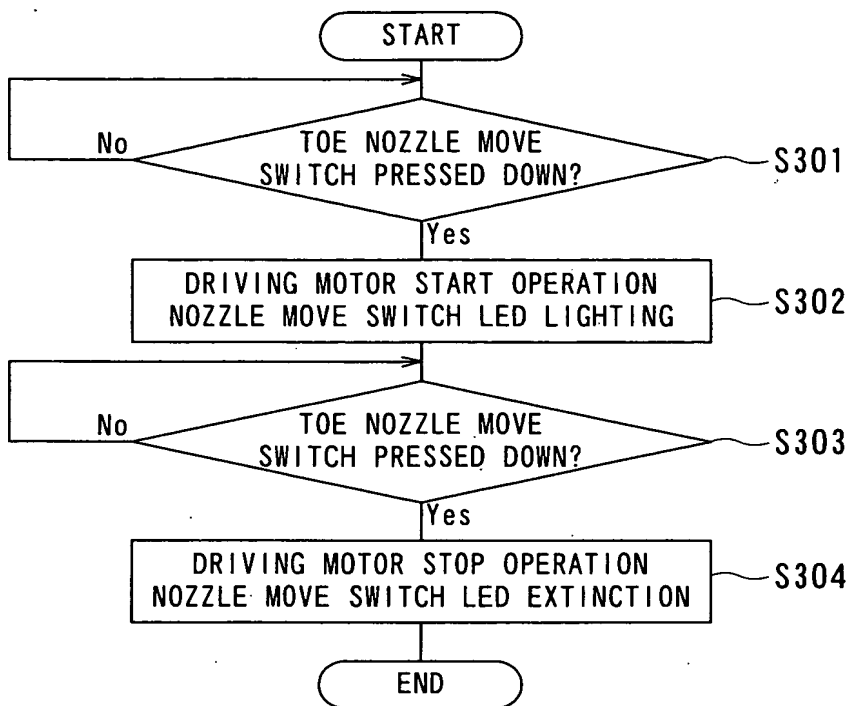 START
No
TOE NOZZLE MOVE
SWITCH PRESSED DOWN?
S301
Yes
DRIVING MOTOR START OPERATION
NOZZLE MOVE SWITCH LED LIGHTING
S302
No
TOE NOZZLE MOVE
SWITCH PRESSED DOWN?
S303
Yes
DRIVING MOTOR STOP OPERATION
NOZZLE MOVE SWITCH LED EXTINCTION
S304
END